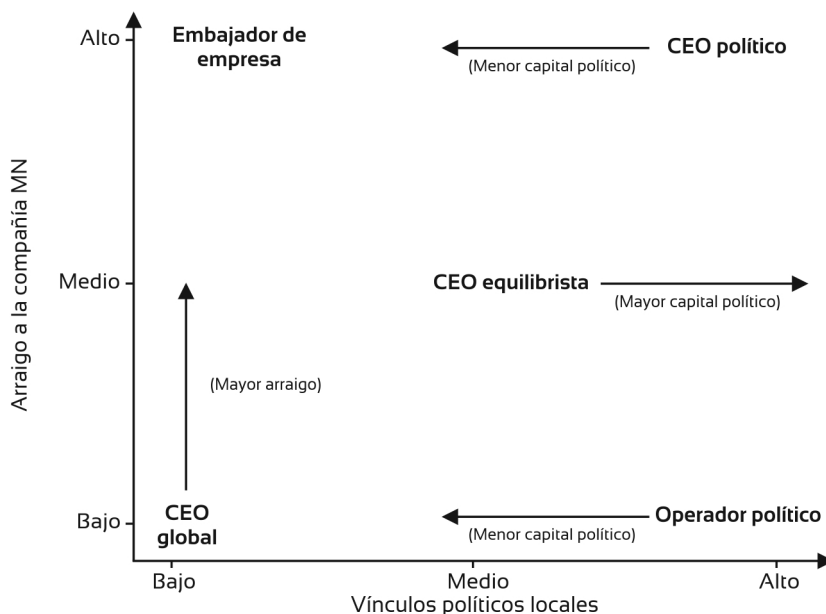 Alto
Embajador de
empresa
CEO político
(Menor capital político)
Arraigo a la compañía MN
Medio
CEO equilibrista
(Mayor capital político)
(Mayor arraigo)
Bajo
CEO
global
Operador político
(Menor capital político)
Bajo
Medio
Alto
Vínculos políticos locales